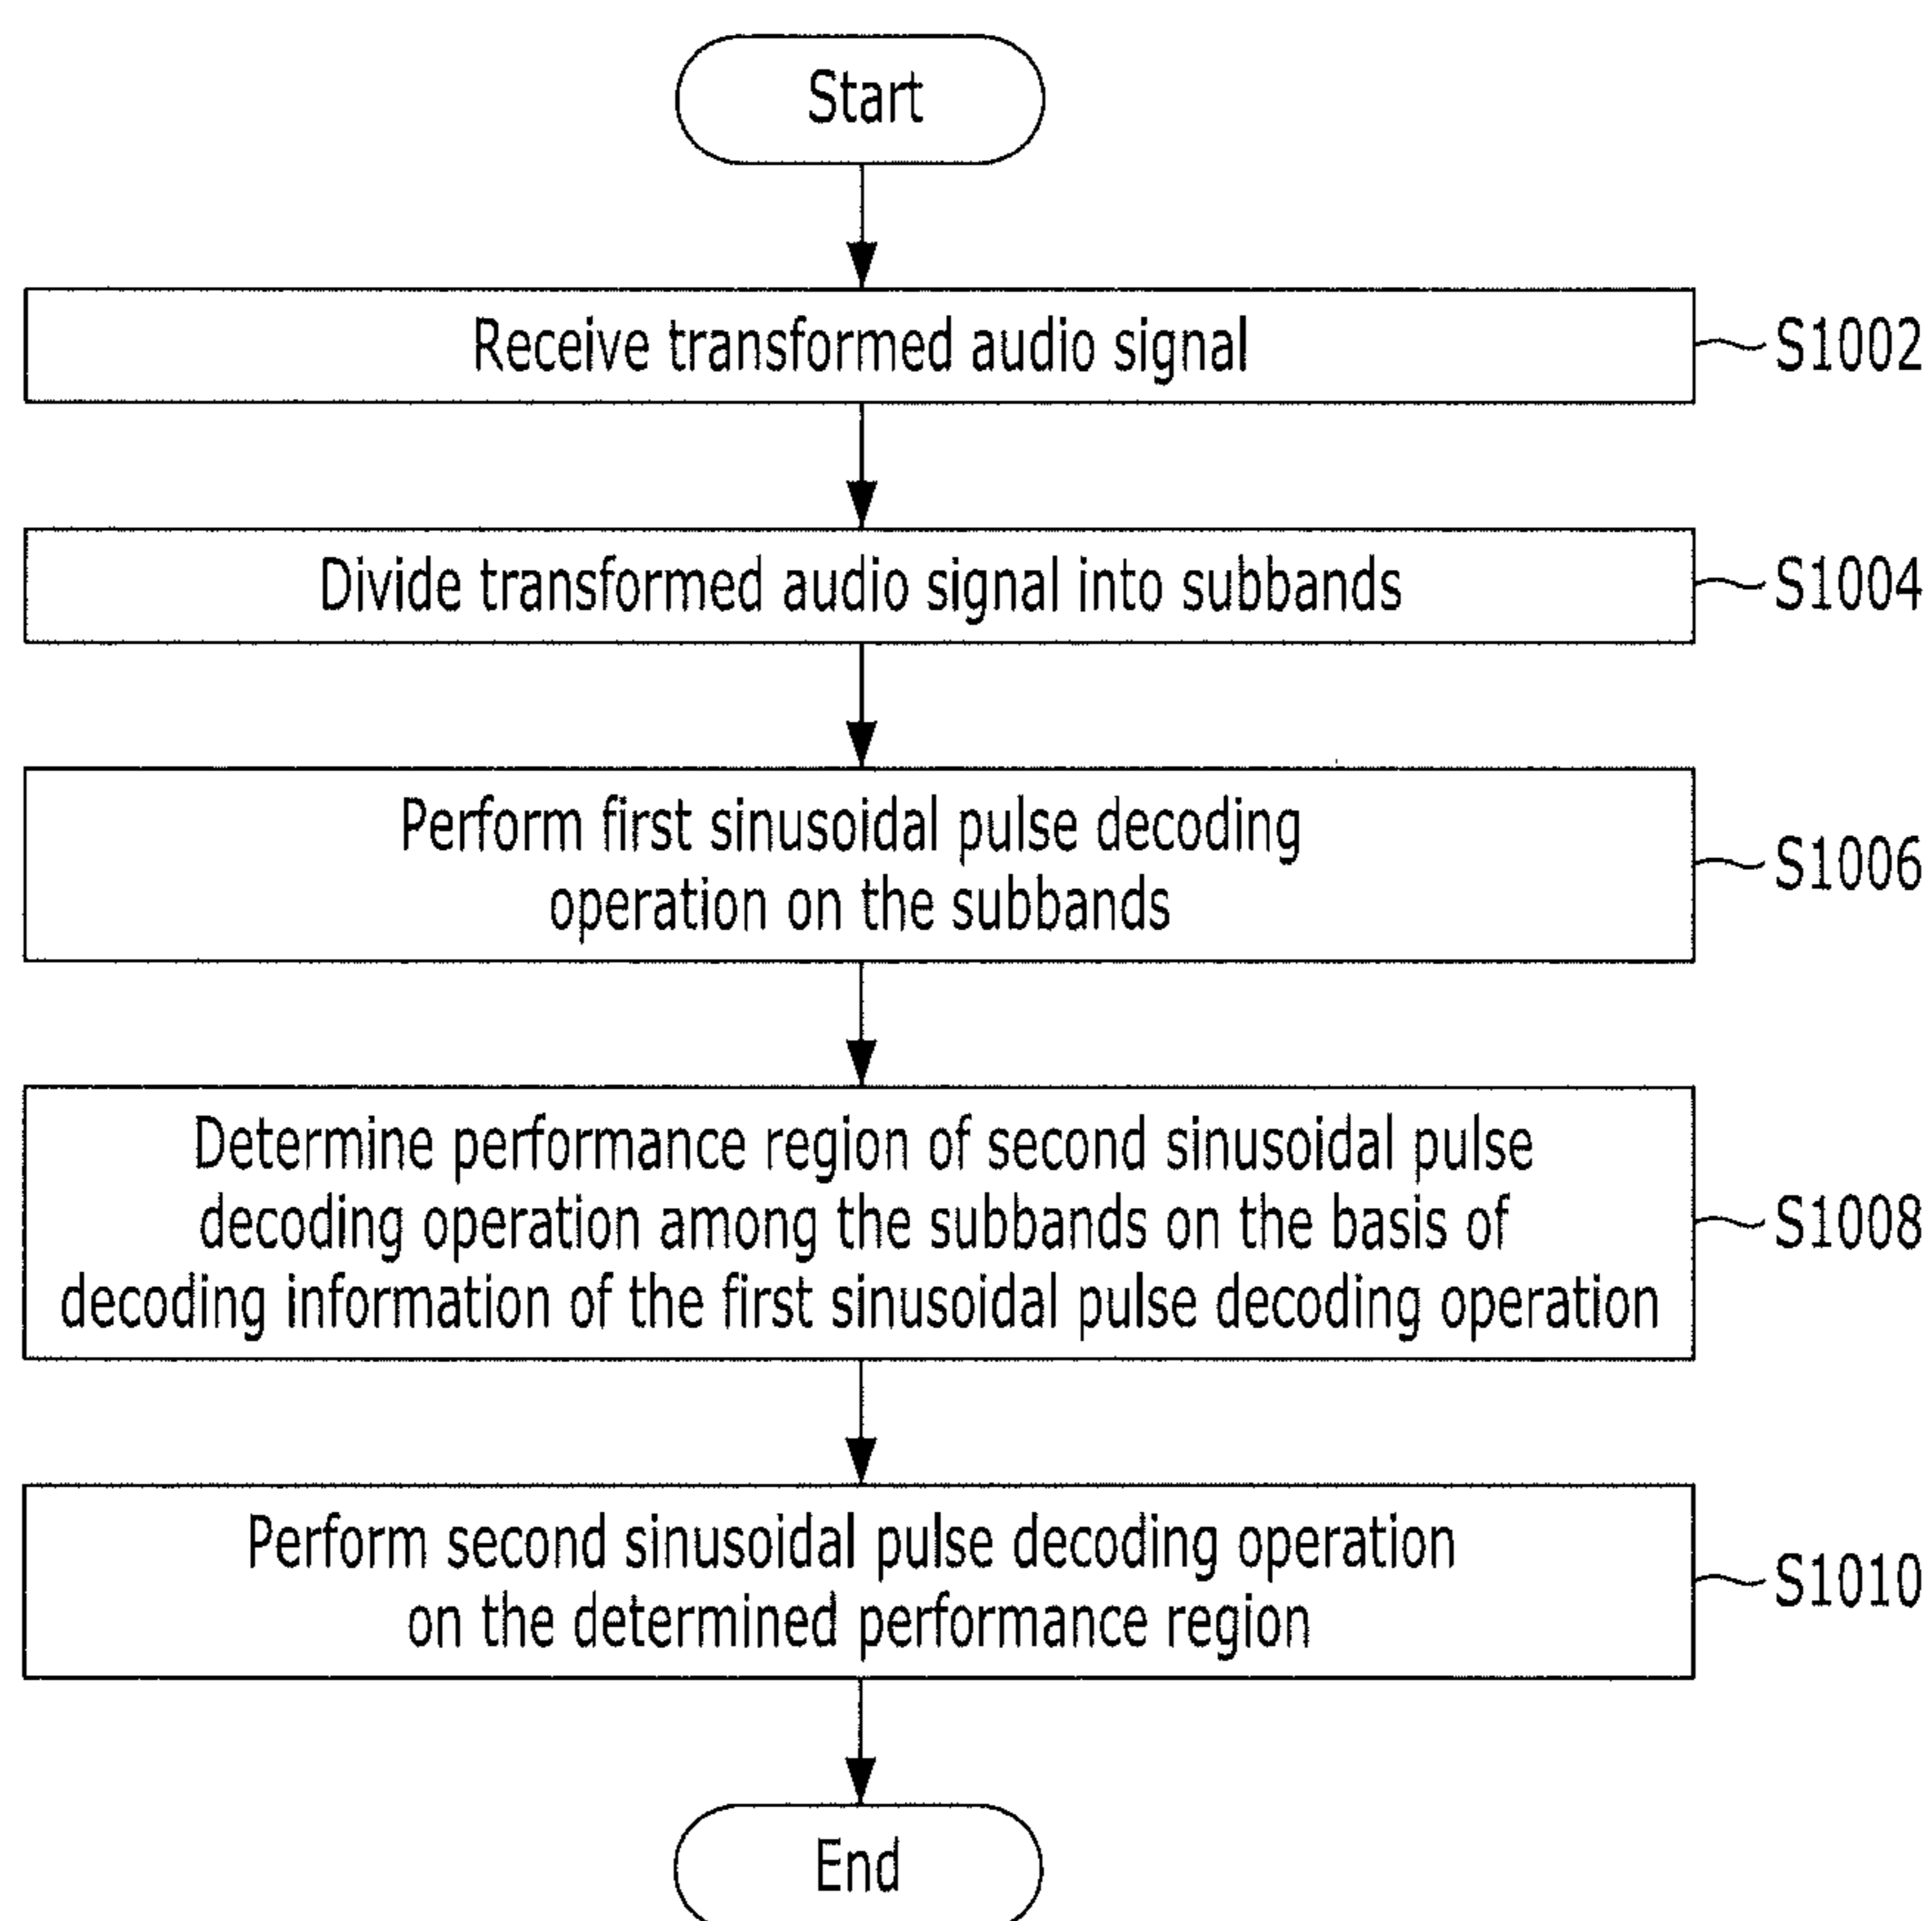 Start
Receive transformed audio signal
S1002
Divide transformed audio signal into subbands
S1004
Perform first sinusoidal pulse decoding
operation on the subbands
S1006
Determine performance region of second sinusoidal pulse
decoding operation among the subbands on the basis of
decoding information of the first sinusoidal pulse decoding operation
S1008
Perform second sinusoidal pulse decoding operation
on the determined performance region
S1010
End